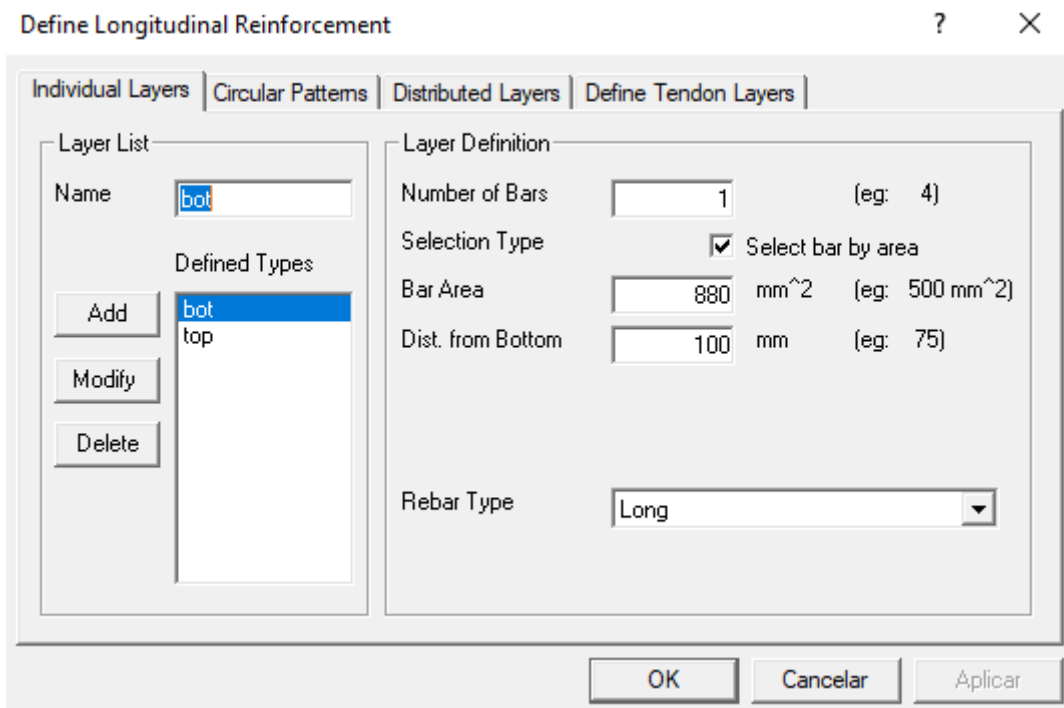 Define Longitudinal Reinforcement ?
Individual Layers Circular Patterns Distributed Layers Define Tendon Layers
Layer List
Name bot
Defined Types
Add
Modify
Delete
bot
top
Layer Definition
Number of Bars 1 (eg: 4)
Selection Type Select bar by area
Bar Area 880 mm^2 (eg: 500 mm^2)
Dist. from Bottom 100 mm (eg: 75)
Rebar Type Long
OK Cancelar Aplicar